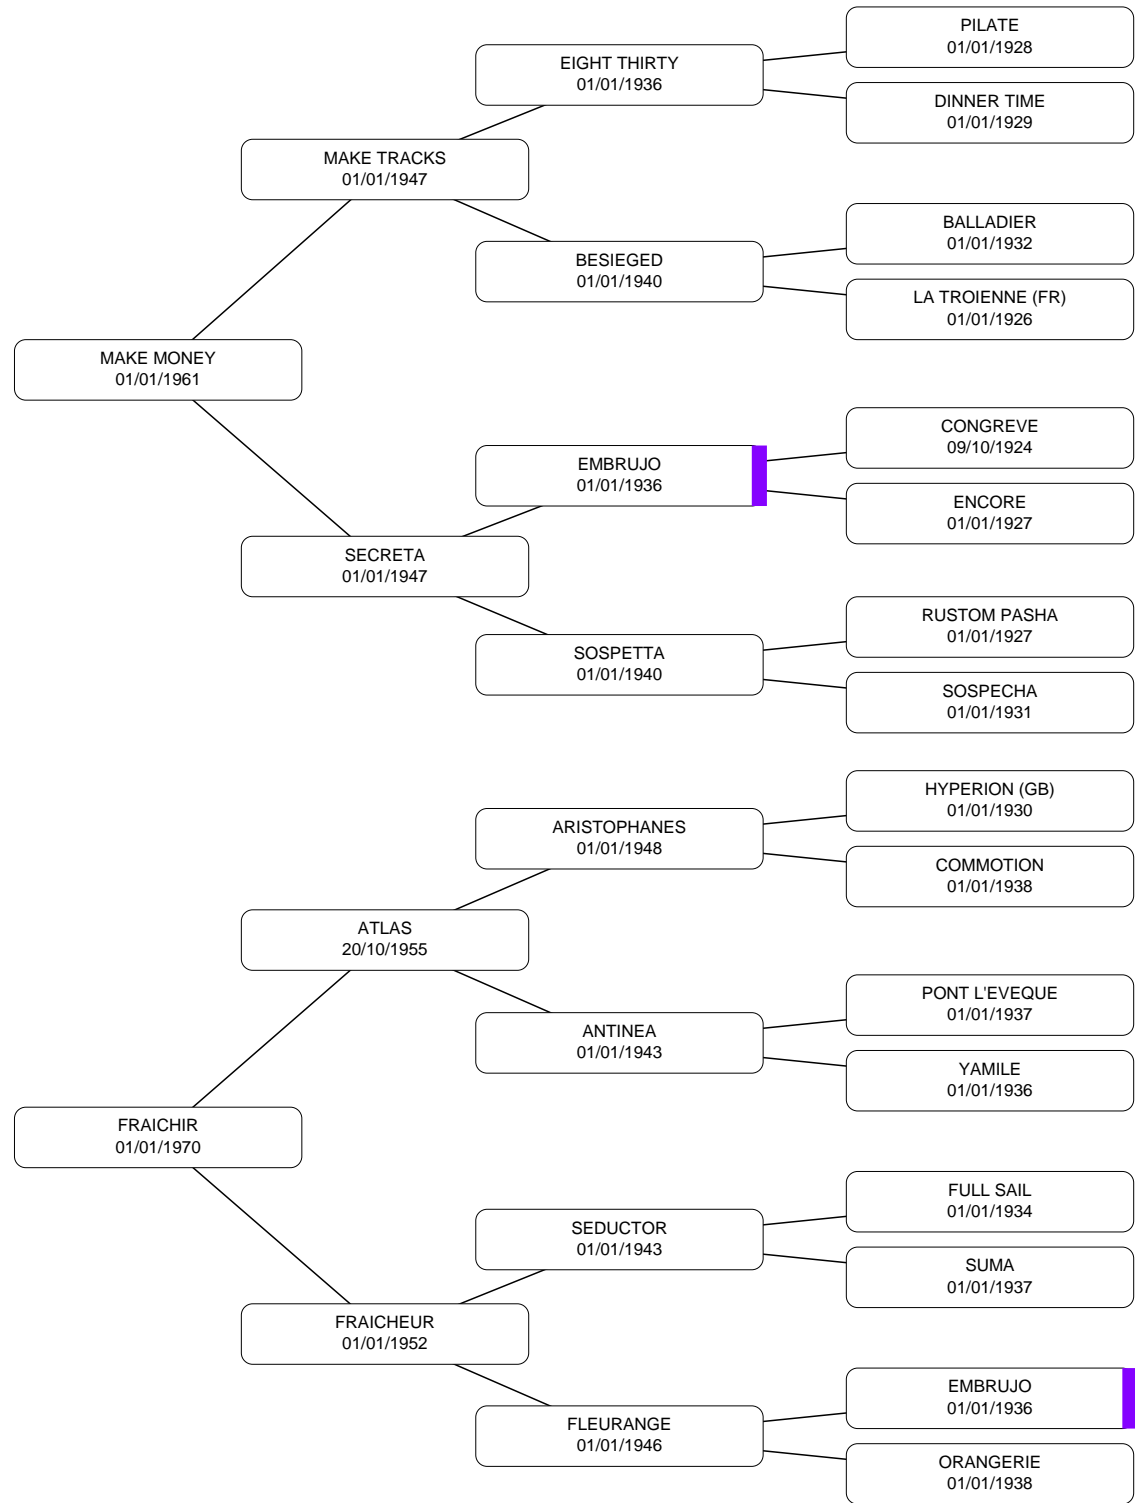 PILATE
01/01/1928
EIGHT THIRTY
01/01/1936
DINNER TIME
01/01/1929
MAKE TRACKS
01/01/1947
BALLADIER
01/01/1932
BESIEGED
01/01/1940
LA TROIENNE (FR)
01/01/1926
MAKE MONEY
01/01/1961
CONGREVE
09/10/1924
EMBRUJO
01/01/1936
ENCORE
01/01/1927
SECRETA
01/01/1947
RUSTOM PASHA
01/01/1927
SOSPETTA
01/01/1940
SOSPECHA
01/01/1931
HYPERION (GB)
01/01/1930
ARISTOPHANES
01/01/1948
COMMOTION
01/01/1938
ATLAS
20/10/1955
PONT L'EVEQUE
01/01/1937
ANTINEA
01/01/1943
YAMILE
01/01/1936
FRAICHIR
01/01/1970
FULL SAIL
01/01/1934
SEDUCTOR
01/01/1943
SUMA
01/01/1937
FRAICHEUR
01/01/1952
EMBRUJO
01/01/1936
FLEURANGE
01/01/1946
ORANGERIE
01/01/1938